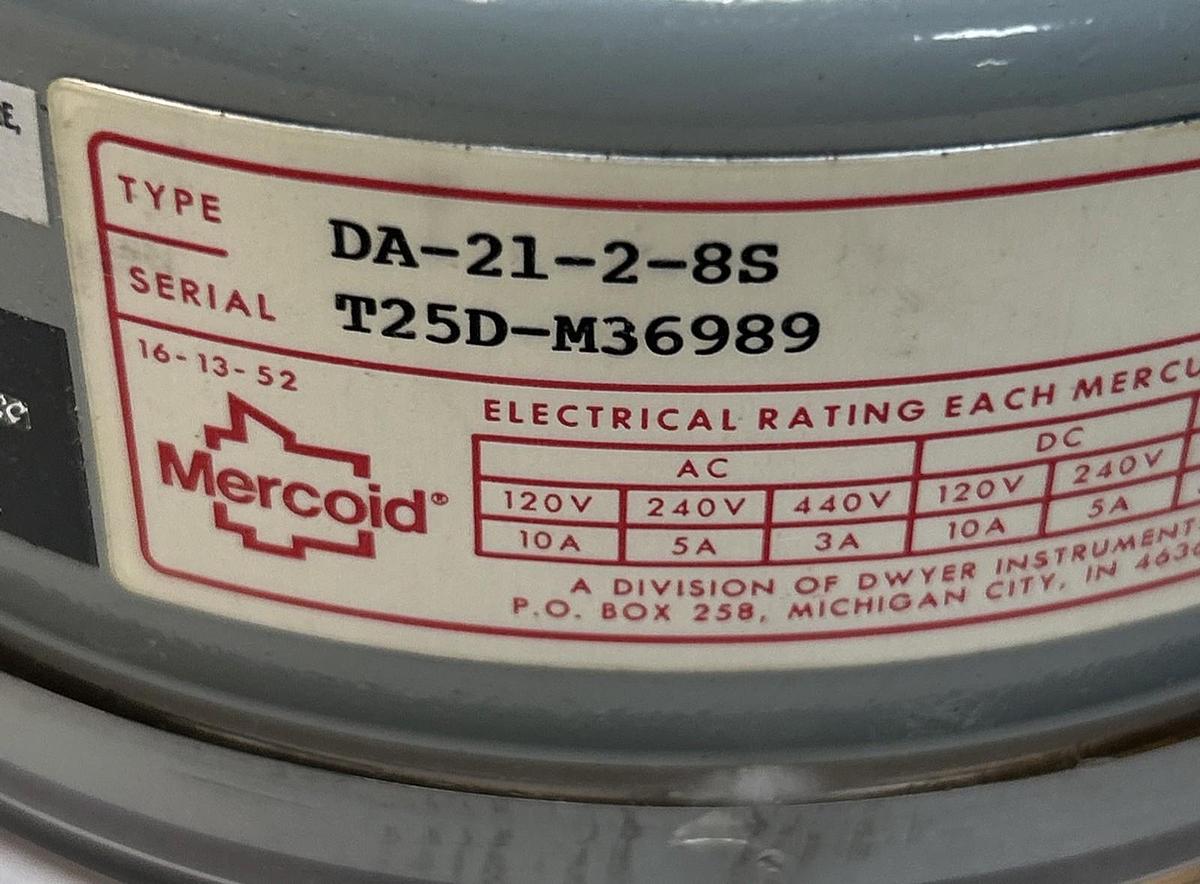 TYPE DA-21-2-8S
SERIAL T25D-M36989
16-13-52
Mercoid®
ELECTRICAL RATING EACH
AC DC
120V 240V 440V 120V 240V
10A 5A 3A 10A 5A
A DIVISION OF DWYER
P.O. BOX 258, MICHIGAN CITY, IN